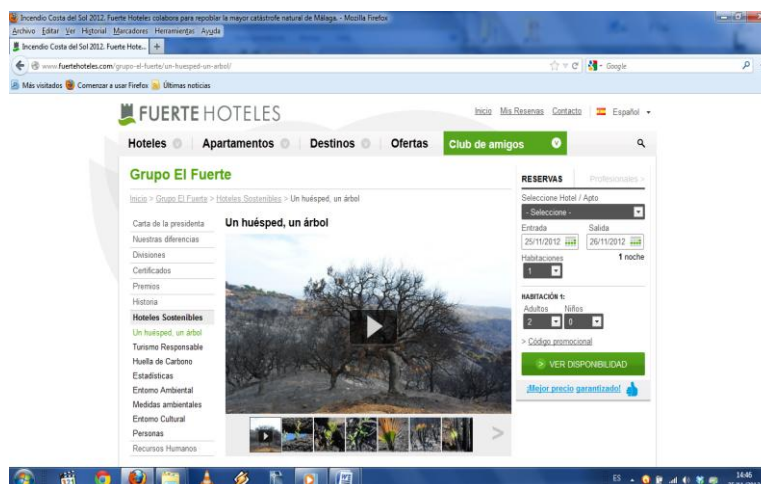 Incendio Costa del Sol 2012. Fuerte Hoteles colabora para repoblar la mayor catástrofe natural de Málaga. - Mozilla Firefox
Archivo Editar Ver Historial Marcadores Herramientas Ayuda
Incendio Costa del Sol 2012. Fuerte Hote... +
www.fuertehoteles.com/grupo-el-fuerte/un-huesped-un-arbol/ Google
Más visitados Comenzar a usar Firefox Últimas noticias
FUERTE HOTELES
Inicio Mis Reservas Contacto Español
Hoteles Apartamentos Destinos Ofertas Club de amigos
Grupo El Fuerte
Inicio > Grupo El Fuerte > Hoteles Sostenibles > Un huésped, un árbol
Carta de la presidenta
Nuestras diferencias
Divisiones
Certificados
Premios
Historia
Hoteles Sostenibles
Un huésped, un árbol
Turismo Responsable
Huella de Carbono
Estadísticas
Entorno Ambiental
Medidas ambientales
Entorno Cultural
Personas
Recursos Humanos
Un huésped, un árbol
RESERVAS Profesionales >
Seleccione Hotel / Apto
- Seleccione -
Entrada Salida
25/11/2012 26/11/2012
Habitaciones 1 noche
1
HABITACIÓN 1:
Adultos Niños
2 0
> Código promocional
VER DISPONIBILIDAD
¡Mejor precio garantizado!
ES 14:46